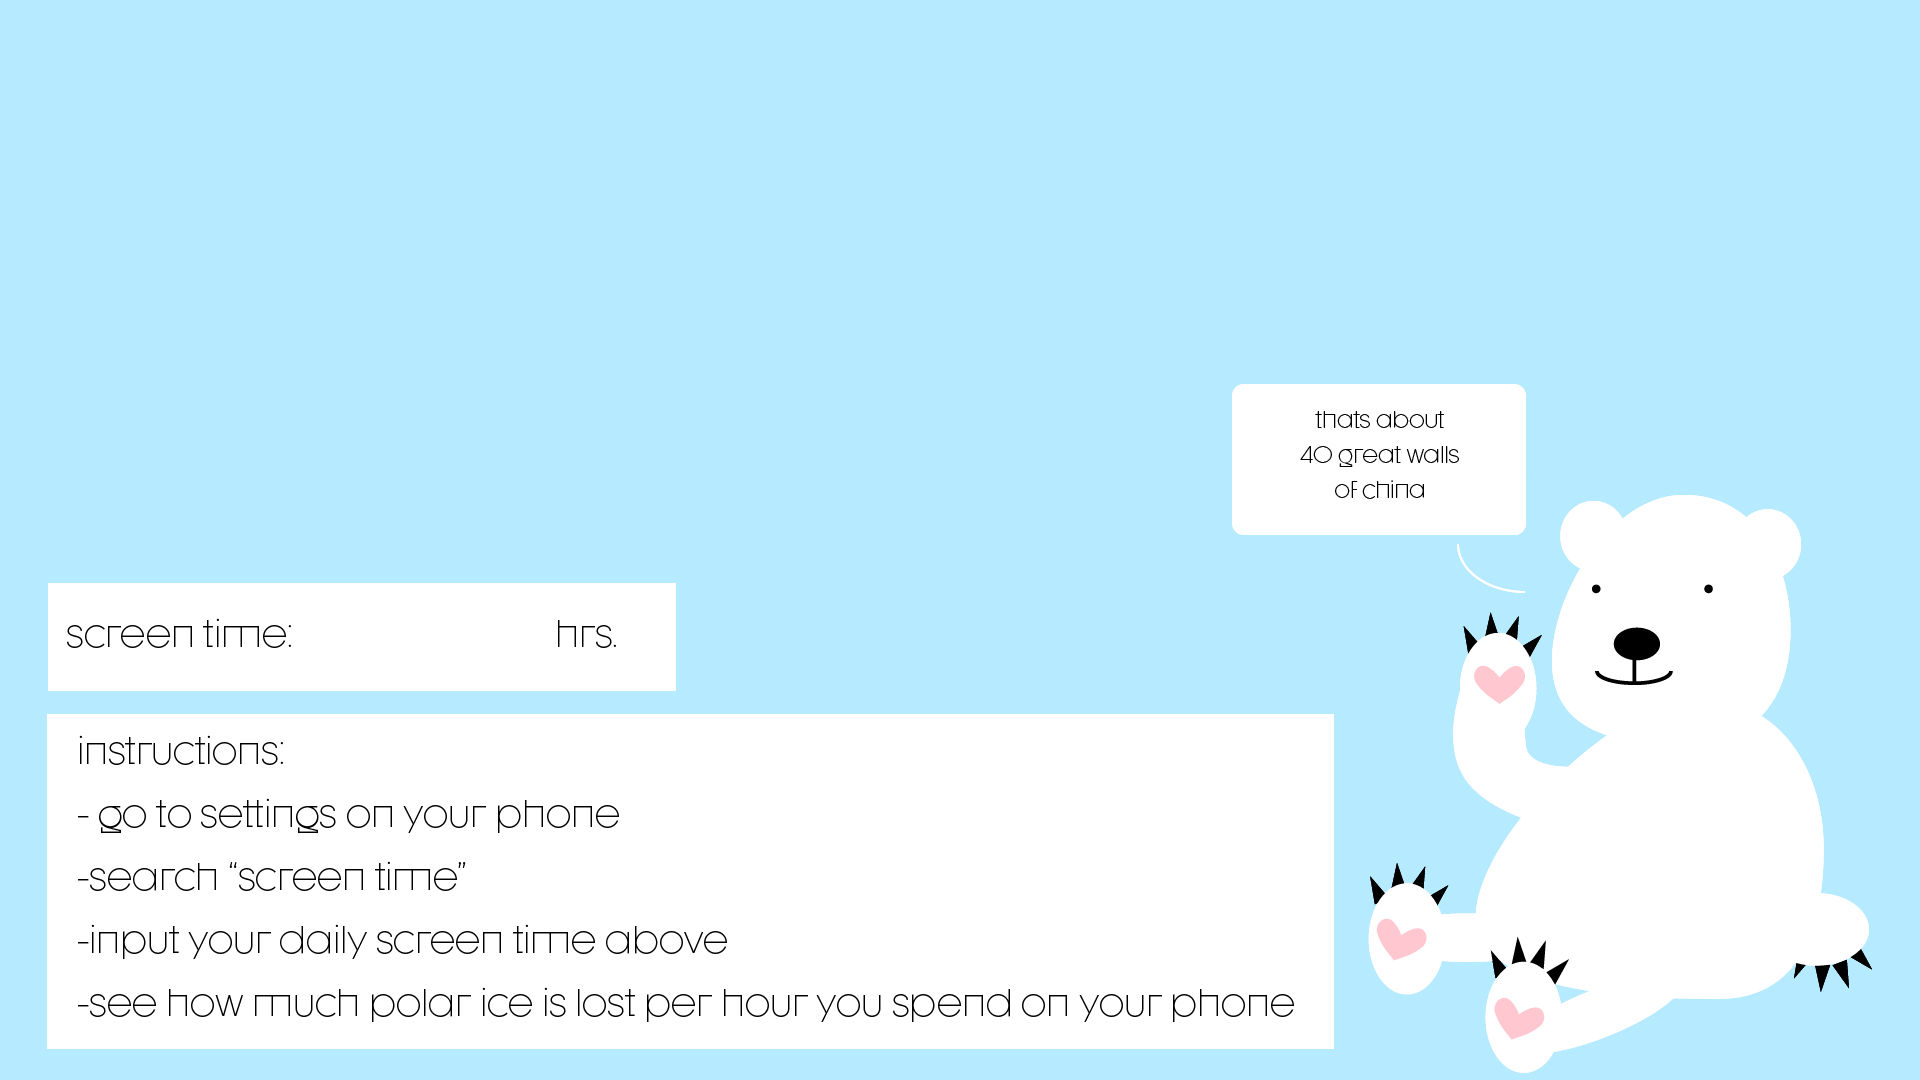 thats about
40 great walls
of china
screen time: hrs.
instructions:
- go to settings on your phone
-search “screen time”
-input your daily screen time above
-see how much polar ice is lost per hour you spend on your phone